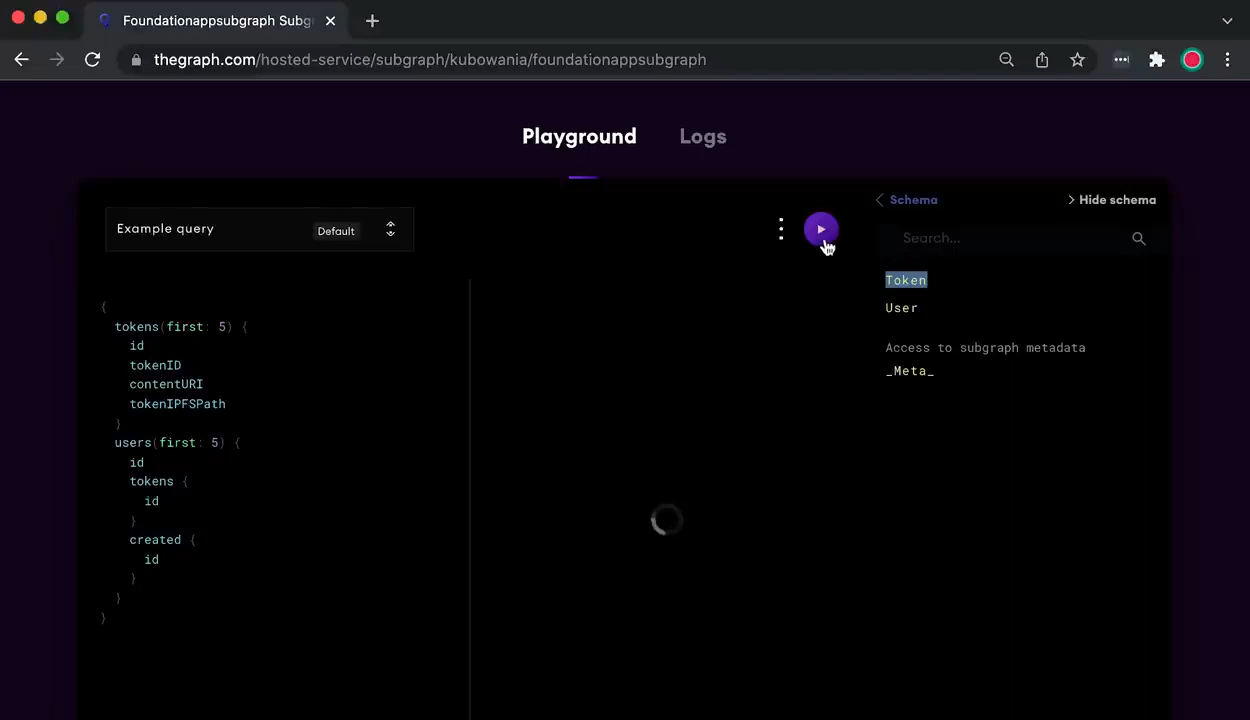 Foundationappsubgraph Subg
thegraph.com/hosted-service/subgraph/kubowania/foundationappsubgraph
Playground
Logs
Example query
Default
Schema
Hide schema
Search...
Token
User
Access to subgraph metadata
_Meta_
{
tokens(first: 5) {
id
tokenID
contentURI
tokenIPFSPath
}
users(first: 5) {
id
tokens {
id
}
created {
id
}
}
}